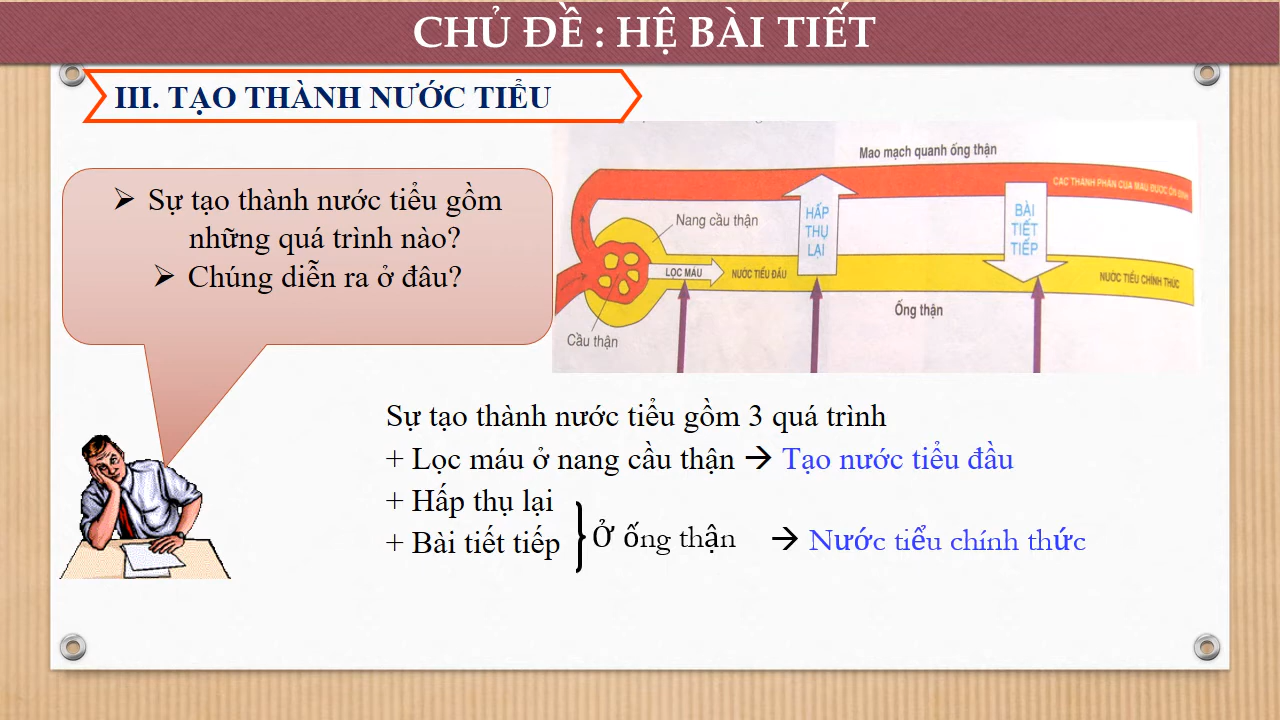 CHỦ ĐỀ : HỆ BÀI TIẾT
III. TẠO THÀNH NƯỚC TIỂU
➢ Sự tạo thành nước tiểu gồm
những quá trình nào?
➢ Chúng diễn ra ở đâu?
Mao mạch quanh ống thận
CÁC THÀNH PHẦN CỦA MÁU ĐƯỢC ỔN ĐỊNH
Nang cầu thận
HẤP
THỤ
LẠI
BÀI
TIẾT
TIẾP
LỌC MÁU
NƯỚC TIỂU ĐẦU
NƯỚC TIỂU CHÍNH THỨC
Ống thận
Cầu thận
Sự tạo thành nước tiểu gồm 3 quá trình
+ Lọc máu ở nang cầu thận → Tạo nước tiểu đầu
+ Hấp thụ lại
+ Bài tiết tiếp
Ở ống thận → Nước tiểu chính thức